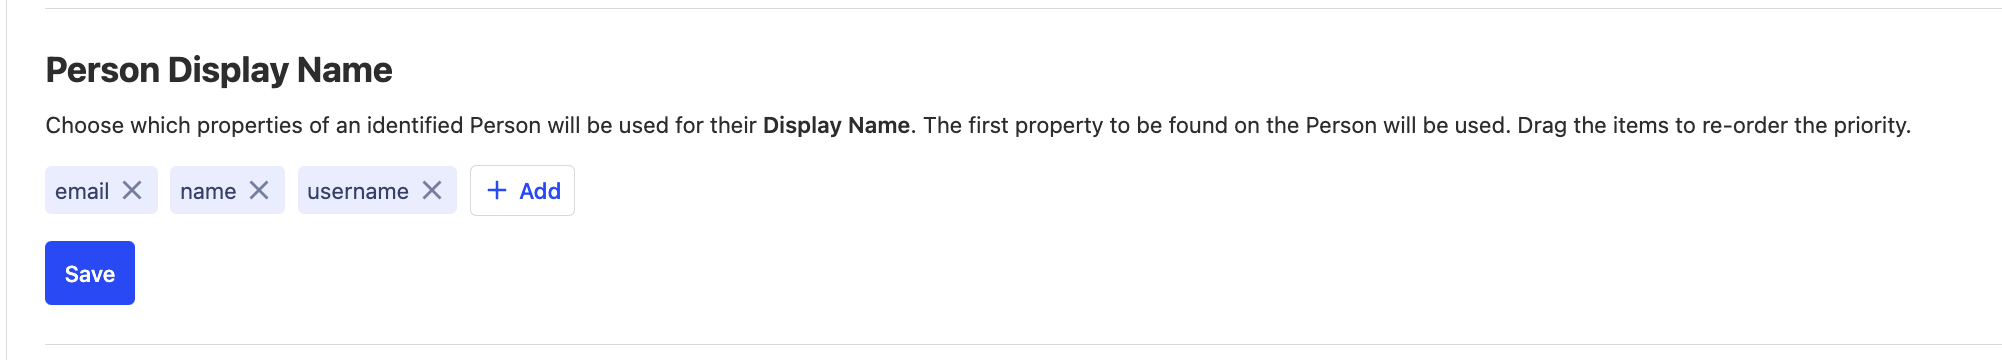 Person Display Name
Choose which properties of an identified Person will be used for their Display Name. The first property to be found on the Person will be used. Drag the items to re-order the priority.
email name username + Add
Save